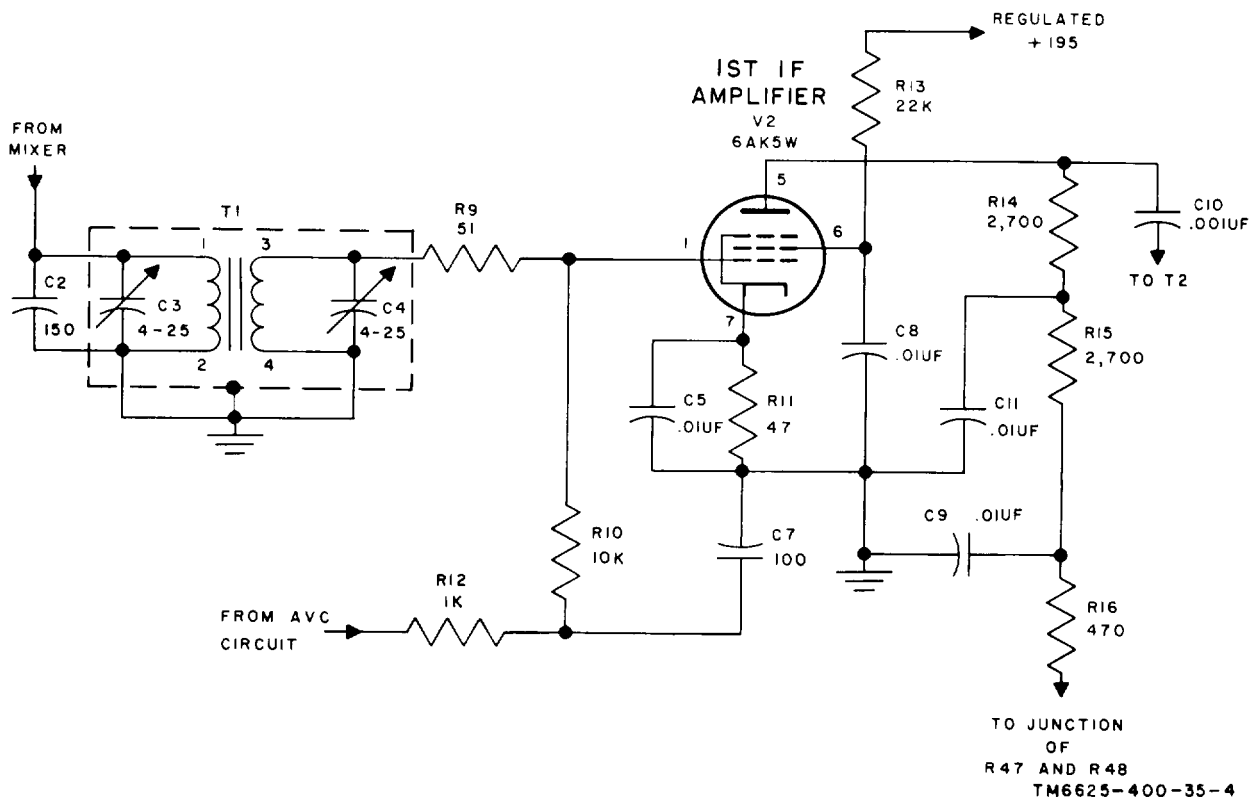 REGULATED
+195
1ST IF
AMPLIFIER
V2
6AK5W
R13
22K
FROM
MIXER
5
R14
2,700
C10
.001UF
T1
R9
51
1
3
1
6
TO T2
C2
150
C3
4-25
C4
4-25
2
4
7
C8
.01UF
R15
2,700
C5
.01UF
R11
47
C11
.01UF
C9
.01UF
R10
10K
C7
100
R12
1K
R16
470
FROM AVC
CIRCUIT
TO JUNCTION
OF
R47 AND R48
TM6625-400-35-4